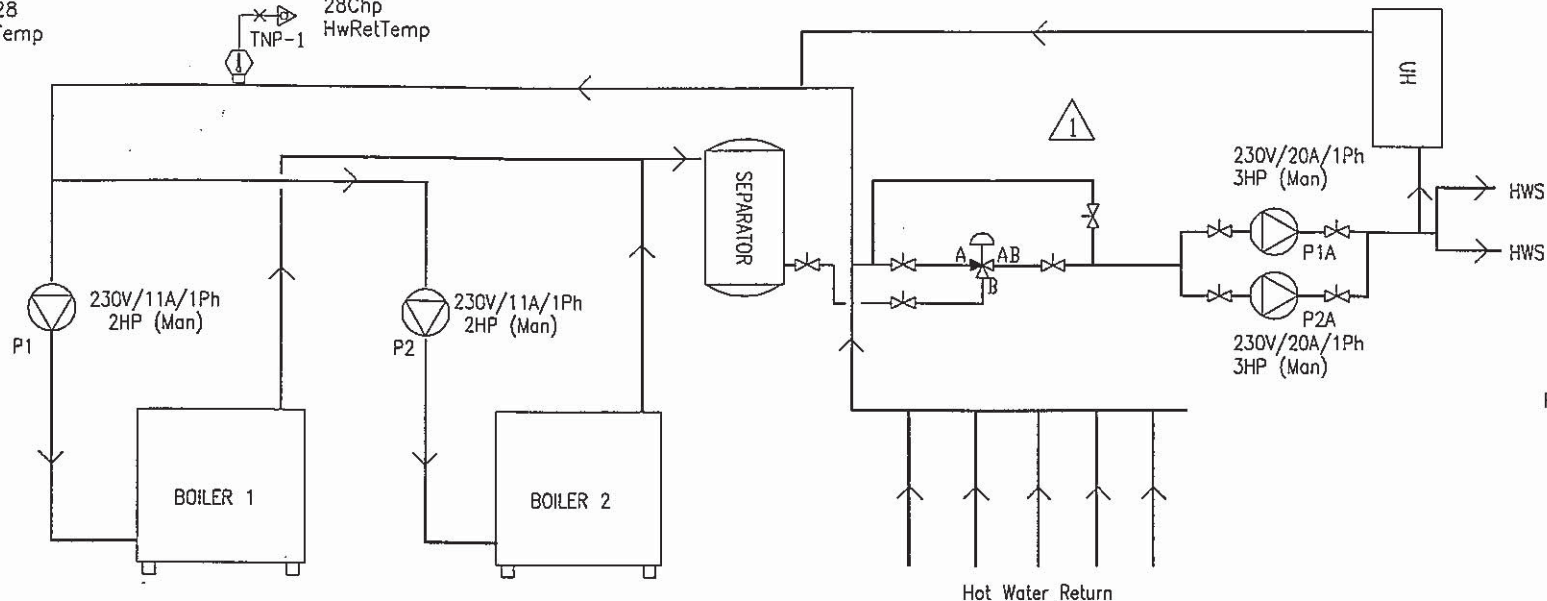 28
Temp
TNP-1
28Chp
HwRetTemp
UH
1
SEPARATOR
230V/20A/1Ph
3HP (Man)
HWS
HWS
A
AB
B
P1A
P2A
230V/20A/1Ph
3HP (Man)
230V/11A/1Ph
2HP (Man)
P1
230V/11A/1Ph
2HP (Man)
P2
BOILER 1
BOILER 2
Hot Water Return